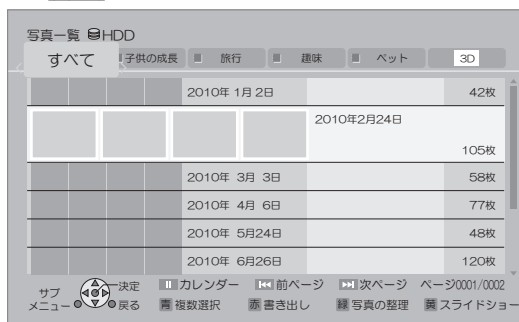 写真一覧 HDD
すべて 子供の成長 旅行 趣味 ペット 3D
2010年 1月 2日 42枚
2010年2月24日
105枚
2010年 3月 3日 58枚
2010年 4月 6日 77枚
2010年 5月24日 48枚
2010年 6月26日 120枚
サブメニュー 決定 戻る カレンダー 前ページ 次ページ ページ0001/0002
青 複数選択 赤 書き出し 緑 写真の整理 黄 スライドショー